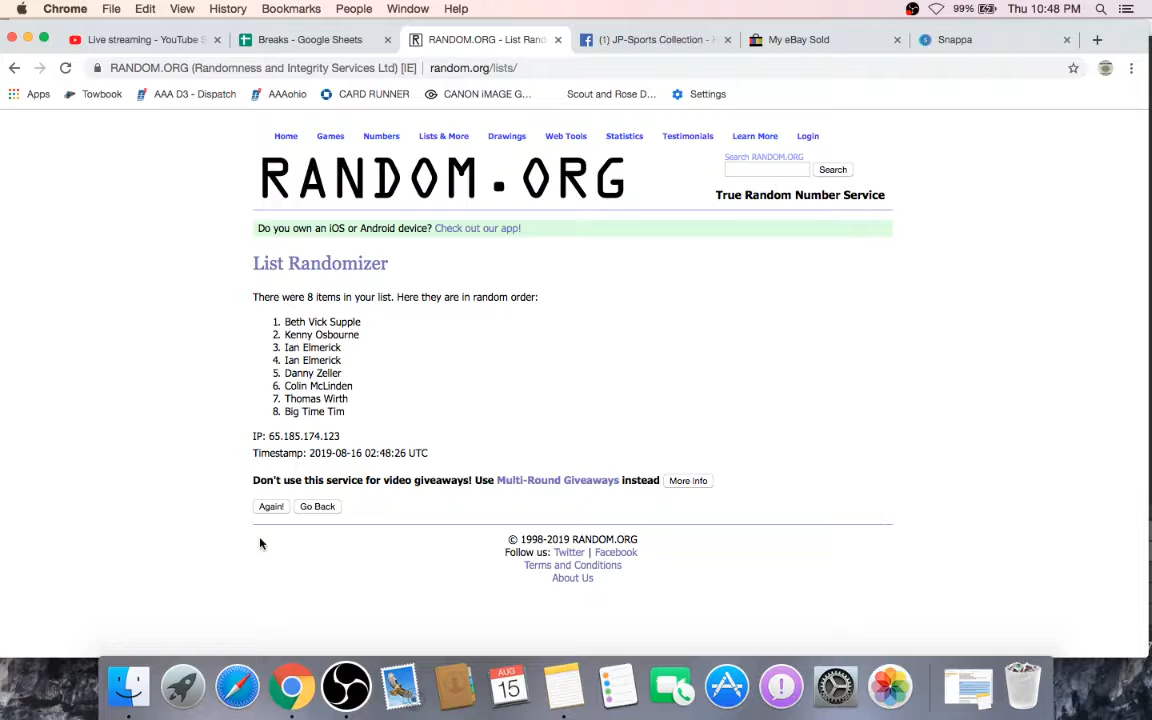 Chrome File Edit View History Bookmarks People Window Help 99% Thu 10:48 PM
Live streaming - YouTube S Breaks - Google Sheets RANDOM.ORG - List Rand (1) JP-Sports Collection - My eBay Sold Snappa
RANDOM.ORG (Randomness and Integrity Services Ltd) [IE] random.org/lists/
Apps Towbook AAA D3 - Dispatch AAAohio CARD RUNNER CANON iMAGE G... Scout and Rose D... Settings
Home Games Numbers Lists & More Drawings Web Tools Statistics Testimonials Learn More Login
RANDOM.ORG
Search RANDOM.ORG
Search
True Random Number Service
Do you own an iOS or Android device? Check out our app!
List Randomizer
There were 8 items in your list. Here they are in random order:
1. Beth Vick Supple
2. Kenny Osbourne
3. Ian Elmerick
4. Ian Elmerick
5. Danny Zeller
6. Colin McLinden
7. Thomas Wirth
8. Big Time Tim
IP: 65.185.174.123
Timestamp: 2019-08-16 02:48:26 UTC
Don't use this service for video giveaways! Use Multi-Round Giveaways instead More Info
Again! Go Back
© 1998-2019 RANDOM.ORG
Follow us: Twitter | Facebook
Terms and Conditions
About Us
AUG
15